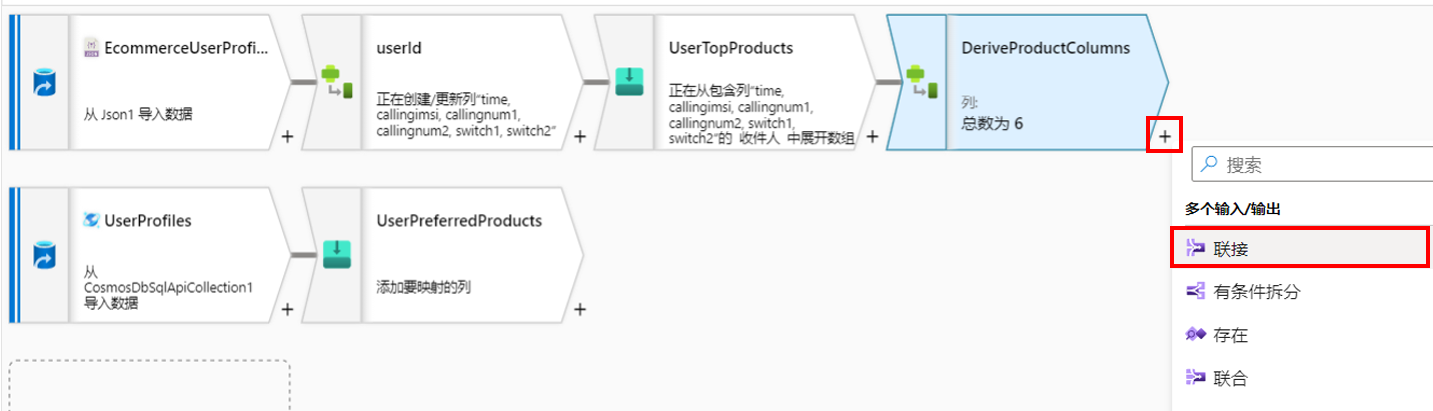 EcommerceUserProfi...
从 Json1 导入数据
+
userId
正在创建/更新列"time,
callingimsi, callingnum1,
callingnum2, switch1, switch2"
+
UserTopProducts
正在从包含列"time,
callingimsi, callingnum1,
callingnum2, switch1,
switch2"的 收件人 中展开数组
+
DeriveProductColumns
列:
总数为 6
+
搜索
多个输入/输出
联接
有条件拆分
存在
联合
UserProfiles
从
CosmosDbSqlApiCollection1
导入数据
+
UserPreferredProducts
添加要映射的列
+